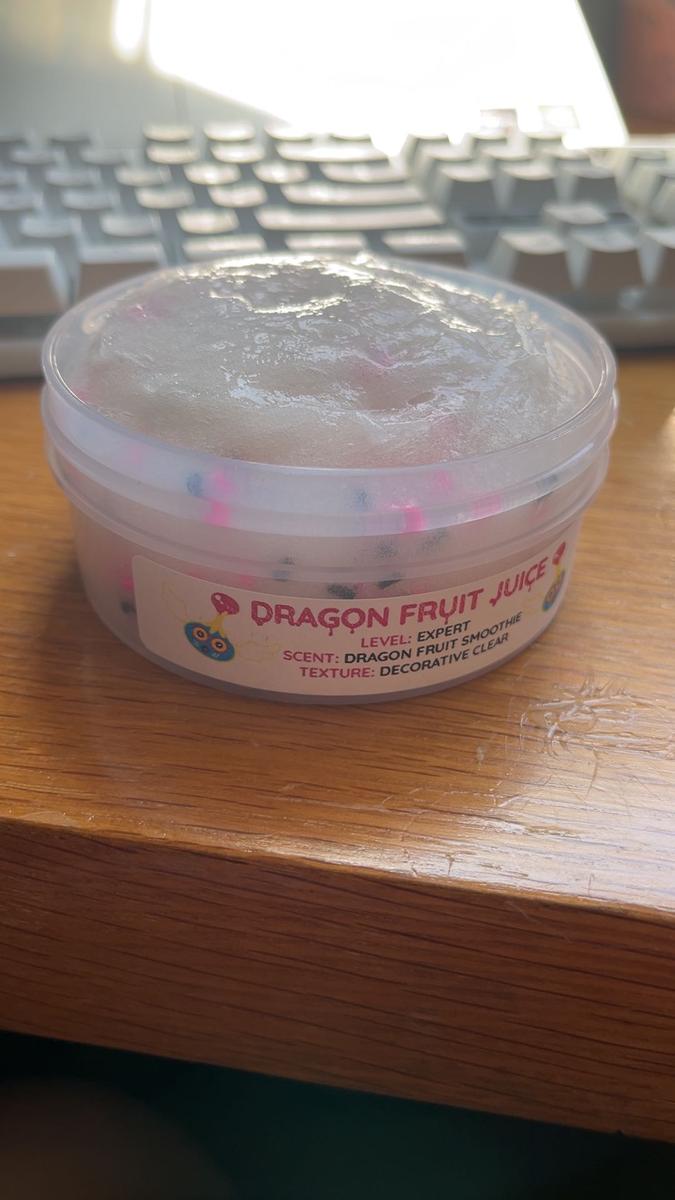 DRAGON FRUIT JUICE
LEVEL: EXPERT
SCENT: DRAGON FRUIT SMOOTHIE
TEXTURE: DECORATIVE CLEAR